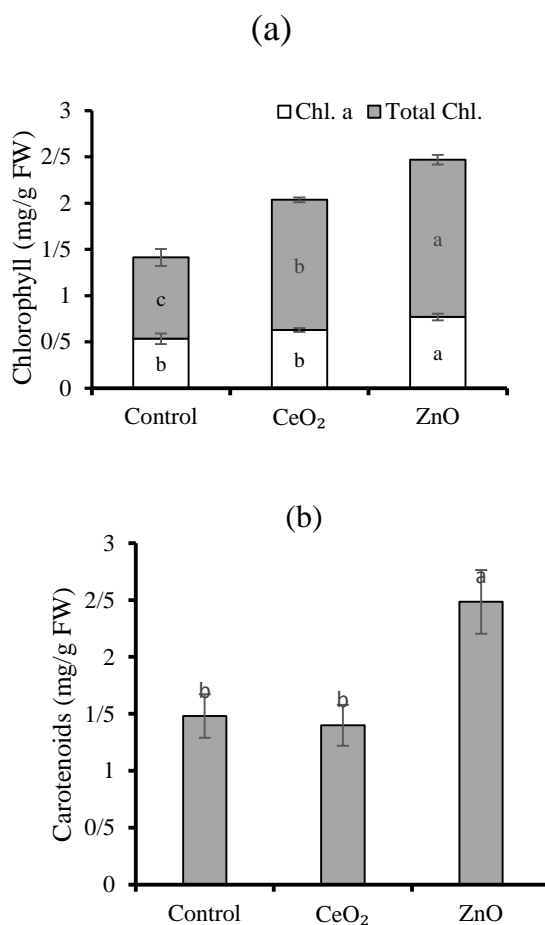 (a)
Chlorophyll (mg/g FW)
3
2/5
2
1/5
1
0/5
0
Chl. a
Total Chl.
c
b
b
b
a
a
Control
CeO₂
ZnO
(b)
Carotenoids (mg/g FW)
3
2/5
2
1/5
1
0/5
0
b
b
a
Control
CeO₂
ZnO